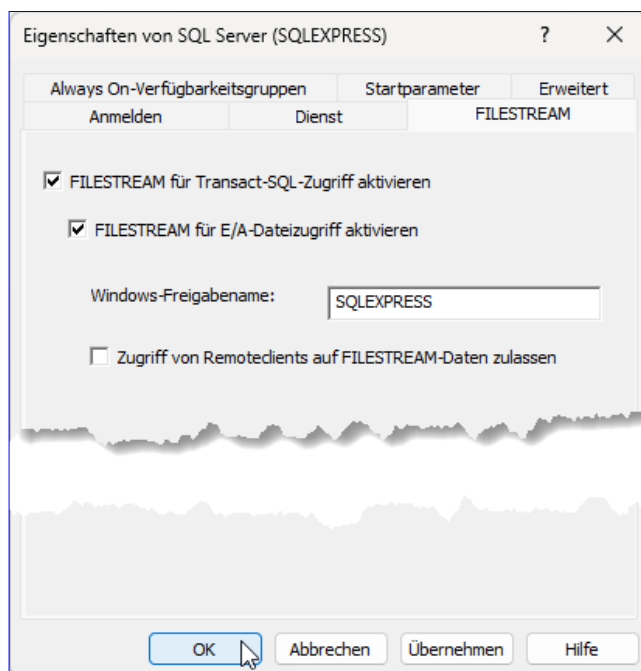 Eigenschaften von SQL Server (SQLEXPRESS) ?
Always On-Verfügbarkeitsgruppen Startparameter Erweitert
Anmelden Dienst FILESTREAM
FILESTREAM für Transact-SQL-Zugriff aktivieren
FILESTREAM für E/A-Dateizugriff aktivieren
Windows-Freigabename: SQLEXPRESS
Zugriff von Remoteclients auf FILESTREAM-Daten zulassen
OK Abbrechen Übernehmen Hilfe